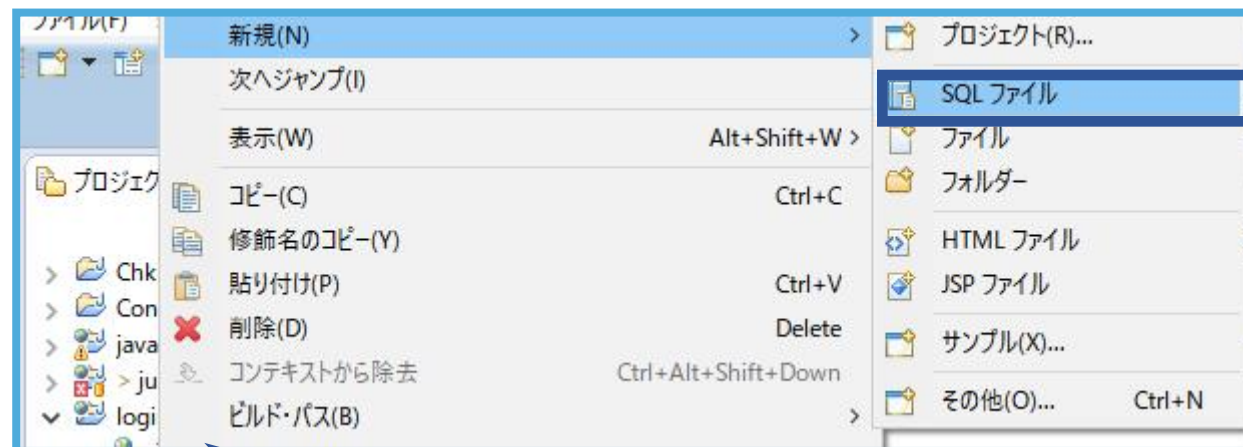 ファイル(F)
新規(N)
プロジェクト(R)...
次へジャンプ(I)
SQL ファイル
表示(W) Alt+Shift+W
ファイル
プロジェク
コピー(C) Ctrl+C
フォルダー
修飾名のコピー(Y)
HTML ファイル
Chk
貼り付け(P) Ctrl+V
JSP ファイル
Con
削除(D) Delete
サンプル(X)...
java
コンテキストから除去 Ctrl+Alt+Shift+Down
> ju
その他(O)... Ctrl+N
logi
ビルド・パス(B)